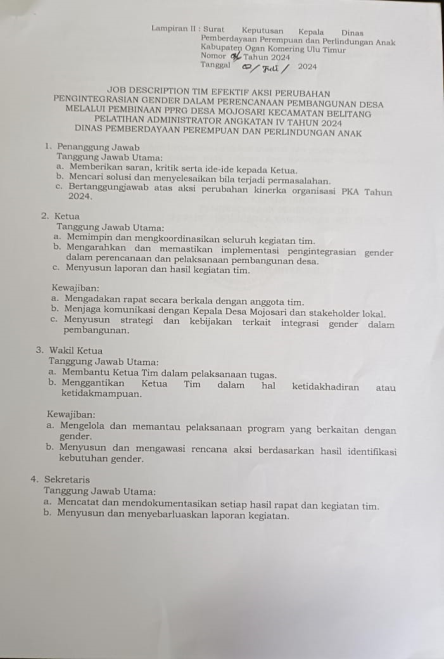 Lampiran II : Surat Keputusan Kepala Dinas
Pemberdayaan Perempuan dan Perlindungan Anak
Kabupaten Ogan Komering Ulu Timur
Nomor Tahun 2024
Tanggal / Juli / 2024
JOB DESCRIPTION TIM EFEKTIF AKSI PERUBAHAN
PENGINTEGRASIAN GENDER DALAM PERENCANAAN PEMBANGUNAN DESA
MELALUI PEMBINAAN PPRG DESA MOJOSARI KECAMATAN BELITANG
PELATIHAN ADMINISTRATOR ANGKATAN IV TAHUN 2024
DINAS PEMBERDAYAAN PEREMPUAN DAN PERLINDUNGAN ANAK
1. Penanggung Jawab
Tanggung Jawab Utama:
a. Memberikan saran, kritik serta ide-ide kepada Ketua.
b. Mencari solusi dan menyelesaikan bila terjadi permasalahan.
c. Bertanggungjawab atas aksi perubahan kinerka organisasi PKA Tahun
2024.
2. Ketua
Tanggung Jawab Utama:
a. Memimpin dan mengkoordinasikan seluruh kegiatan tim.
b. Mengarahkan dan memastikan implementasi pengintegrasian gender
dalam perencanaan dan pelaksanaan pembangunan desa.
c. Menyusun laporan dan hasil kegiatan tim.
Kewajiban:
a. Mengadakan rapat secara berkala dengan anggota tim.
b. Menjaga komunikasi dengan Kepala Desa Mojosari dan stakeholder lokal.
c. Menyusun strategi dan kebijakan terkait integrasi gender dalam
pembangunan.
3. Wakil Ketua
Tanggung Jawab Utama:
a. Membantu Ketua Tim dalam pelaksanaan tugas.
b. Menggantikan Ketua Tim dalam hal ketidakhadiran atau
ketidakmampuan.
Kewajiban:
a. Mengelola dan memantau pelaksanaan program yang berkaitan dengan
gender.
b. Menyusun dan mengawasi rencana aksi berdasarkan hasil identifikasi
kebutuhan gender.
4. Sekretaris
Tanggung Jawab Utama:
a. Mencatat dan mendokumentasikan setiap hasil rapat dan kegiatan tim.
b. Menyusun dan menyebarluaskan laporan kegiatan.